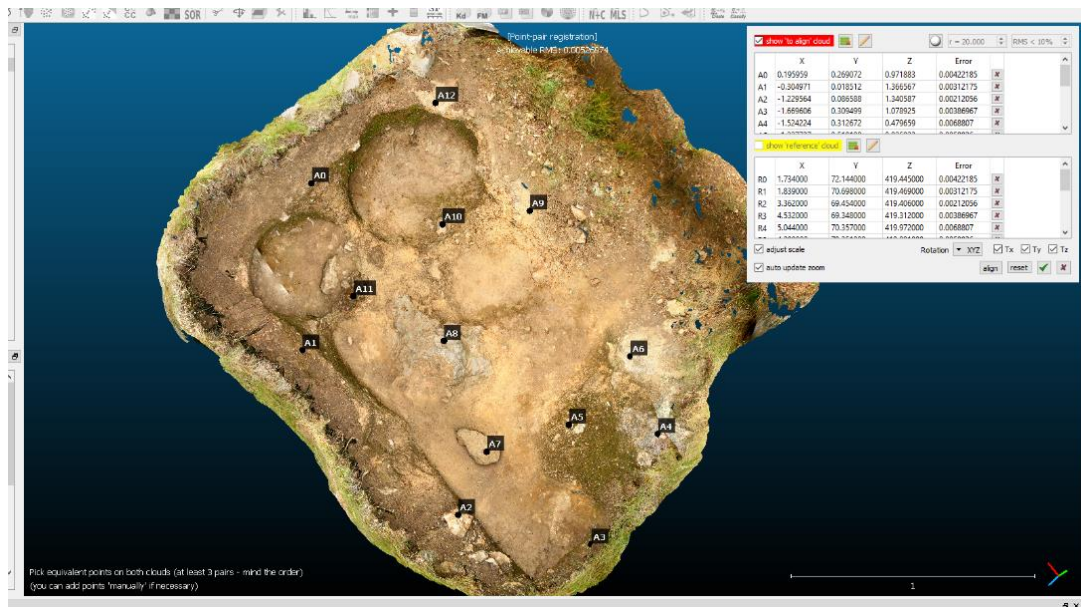 SOR
CC
Kd FM
N+C MLS
[Point-pair registration]
Achievable RMS: 0.00526974
show 'to align' cloud
r = 20.000
RMS < 10%
X Y Z Error
A0 0.195959 0.269072 0.971883 0.00422185
A1 -0.304971 0.018512 1.366567 0.00312175
A2 -1.229564 0.086588 1.340587 0.00212056
A3 -1.669606 0.309499 1.078925 0.00386967
A4 -1.524224 0.312672 0.479659 0.0068807
show 'reference' cloud
X Y Z Error
R0 1.734000 72.144000 419.445000 0.00422185
R1 1.839000 70.698000 419.469000 0.00312175
R2 3.362000 69.454000 419.406000 0.00212056
R3 4.532000 69.348000 419.312000 0.00386967
R4 5.044000 70.357000 419.972000 0.0068807
adjust scale
Rotation XYZ Tx Ty Tz
auto update zoom
align reset
A12
A0
A9
A10
A11
A1
A8
A6
A5
A4
A7
A2
A3
Pick equivalent points on both clouds (at least 3 pairs - mind the order)
(you can add points 'manually' if necessary)
1